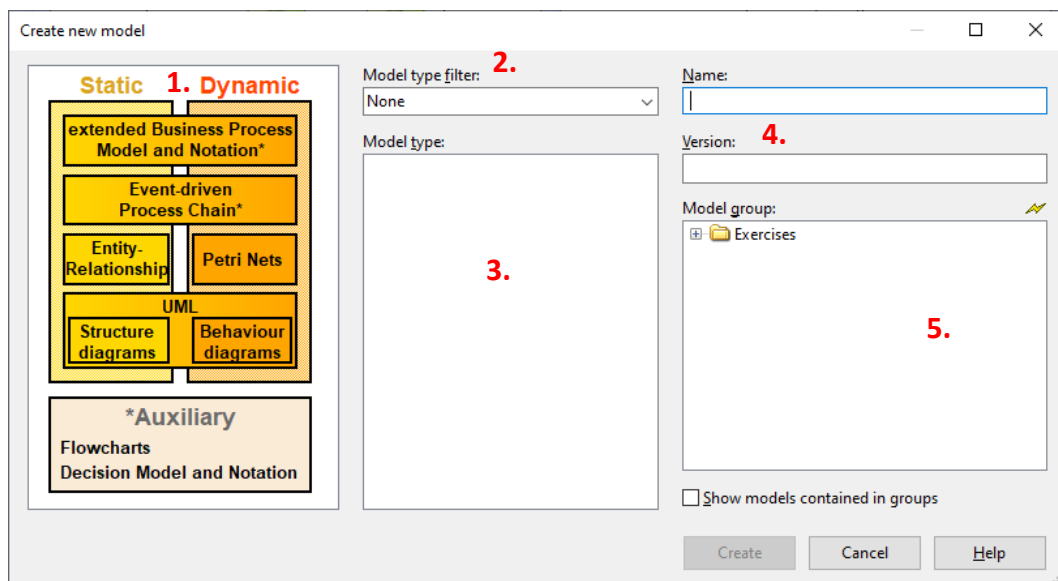 Create new model
Static 1. Dynamic
extended Business Process
Model and Notation*
Event-driven
Process Chain*
Entity-
Relationship
Petri Nets
UML
Structure
diagrams
Behaviour
diagrams
*Auxiliary
Flowcharts
Decision Model and Notation
Model type filter: 2.
None
Model type:
3.
Name:
Version: 4.
Model group:
Exercises
5.
Show models contained in groups
Create Cancel Help